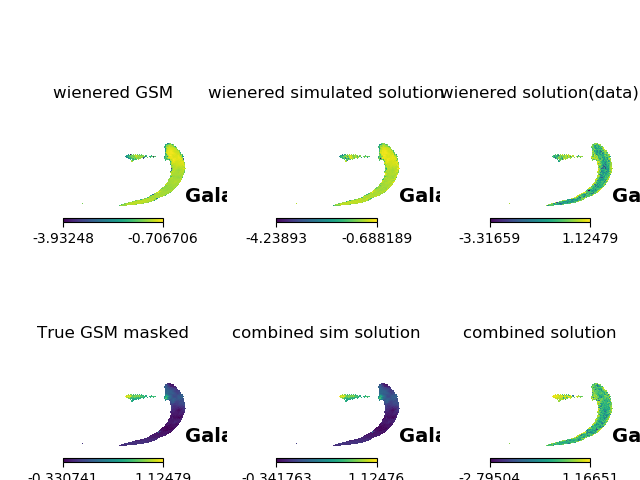 wienered GSM wienered simulated solution wienered solution(data)
Gala Gala Ga
-3.93248 -0.706706 -4.23893 -0.688189 -3.31659 1.12479
True GSM masked combined sim solution combined solution
Gala Gala Ga
-0.330741 1.12479 -0.341763 1.12476 -2.79504 1.16651